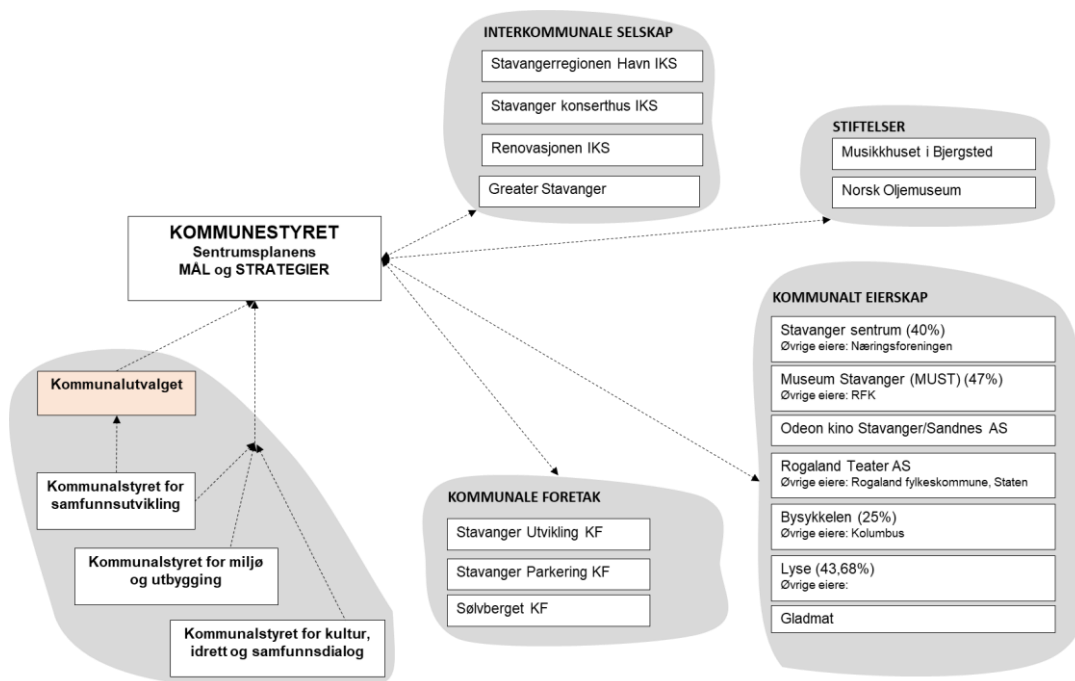 INTERKOMMUNALE SELSKAP
Stavangerregionen Havn IKS
Stavanger konserthus IKS
Renovasjonen IKS
Greater Stavanger
STIFTELSER
Musikkhuset i Bjergsted
Norsk Oljemuseum
KOMMUNESTYRET
Sentrumsplanens
MÅL og STRATEGIER
Kommunalutvalget
Kommunalstyret for
samfunnsutvikling
Kommunalstyret for miljø
og utbygging
Kommunalstyret for kultur,
idrett og samfunnsdialog
KOMMUNALE FORETAK
Stavanger Utvikling KF
Stavanger Parkering KF
Sølvberget KF
KOMMUNALT EIERSKAP
Stavanger sentrum (40%)
Øvrige eiere: Næringsforeningen
Museum Stavanger (MUST) (47%)
Øvrige eiere: RFK
Odeon kino Stavanger/Sandnes AS
Rogaland Teater AS
Øvrige eiere: Rogaland fylkeskommune, Staten
Bysykkelen (25%)
Øvrige eiere: Kolumbus
Lyse (43,68%)
Øvrige eiere:
Gladmat